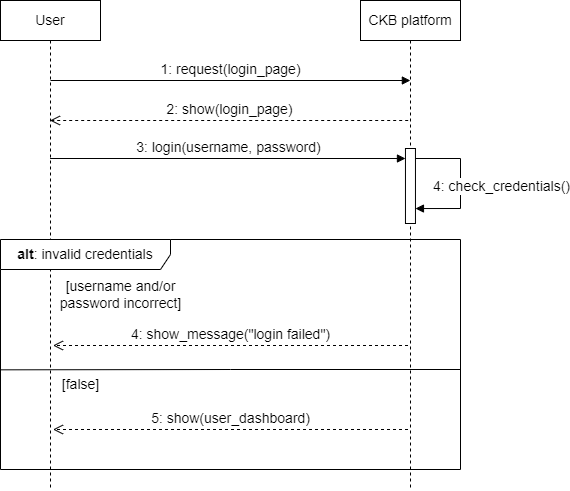 User
CKB platform
1: request(login_page)
2: show(login_page)
3: login(username, password)
4: check_credentials()
alt: invalid credentials
[username and/or
password incorrect]
4: show_message("login failed")
[false]
5: show(user_dashboard)